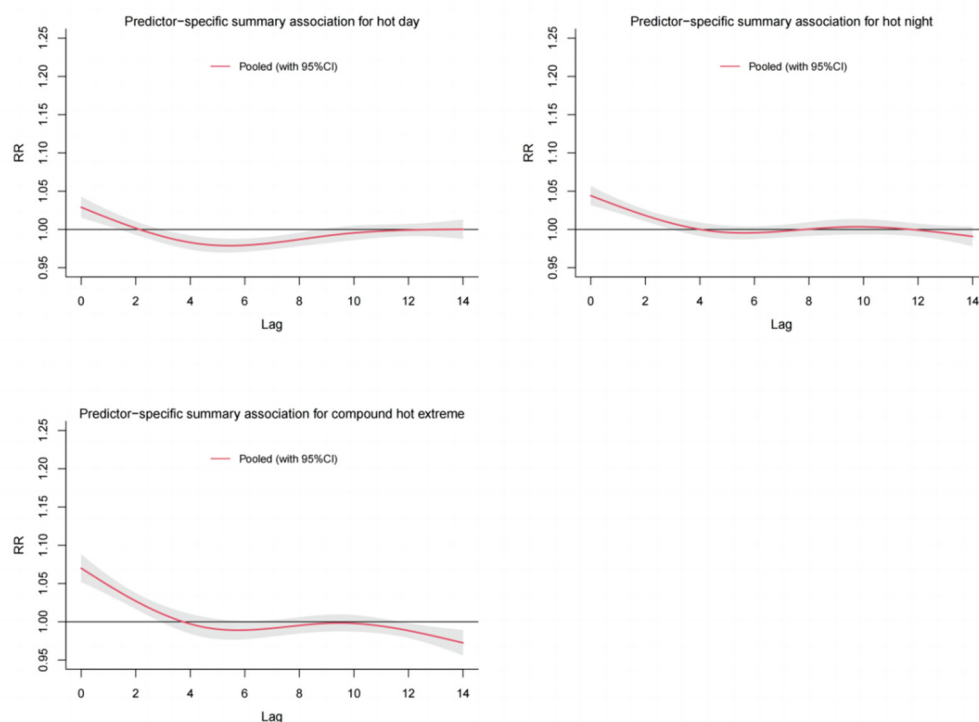 Predictor−specific summary association for hot day
Pooled (with 95%CI)
RR
1.25
1.20
1.15
1.10
1.05
1.00
0.95
0 2 4 6 8 10 12 14
Lag
Predictor−specific summary association for hot night
Pooled (with 95%CI)
RR
1.25
1.20
1.15
1.10
1.05
1.00
0.95
0 2 4 6 8 10 12 14
Lag
Predictor−specific summary association for compound hot extreme
Pooled (with 95%CI)
RR
1.25
1.20
1.15
1.10
1.05
1.00
0.95
0 2 4 6 8 10 12 14
Lag